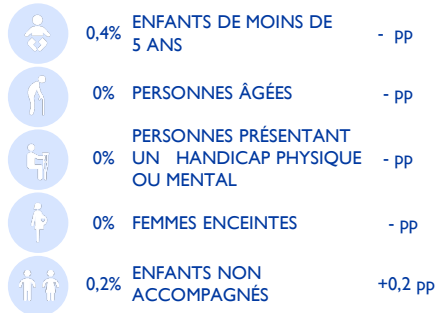 0,4% ENFANTS DE MOINS DE 5 ANS - pp
0% PERSONNES ÂGÉES - pp
0% PERSONNES PRÉSENTANT UN HANDICAP PHYSIQUE OU MENTAL - pp
0% FEMMES ENCEINTES - pp
0,2% ENFANTS NON ACCOMPAGNÉS +0,2 pp